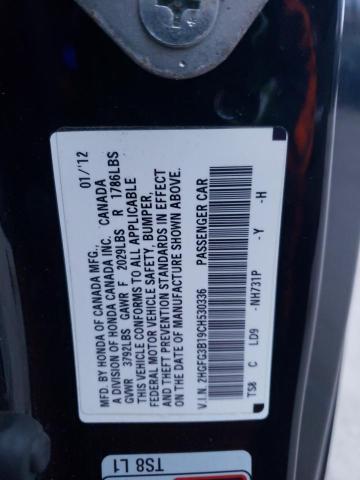 MFD. BY HONDA OF CANADA MFG., 01/'12
A DIVISION OF HONDA CANADA INC. CANADA
GVWR 3792LBS GAWR F 2029LBS R 1786LBS
THIS VEHICLE CONFORMS TO ALL APPLICABLE
FEDERAL MOTOR VEHICLE SAFETY, BUMPER,
AND THEFT PREVENTION STANDARDS IN EFFECT
ON THE DATE OF MANUFACTURE SHOWN ABOVE.
V.I.N. 2HGFG3B19CH530336 PASSENGER CAR
TS8 C LD9 -NH731P -Y -H
TS8 L1